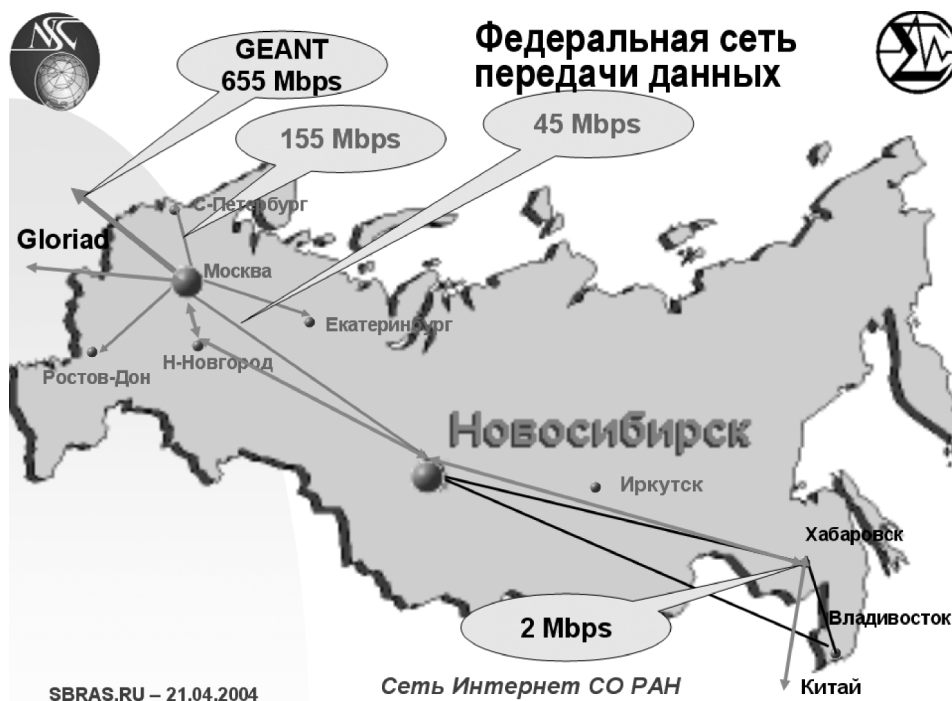 NSC
GEANT
655 Mbps
Федеральная сеть
передачи данных
155 Mbps
45 Mbps
С-Петербург
Gloriad
Москва
Екатеринбург
Н-Новгород
Ростов-Дон
Новосибирск
Иркутск
Хабаровск
2 Mbps
Владивосток
Китай
SBRAS.RU – 21.04.2004
Сеть Интернет СО РАН